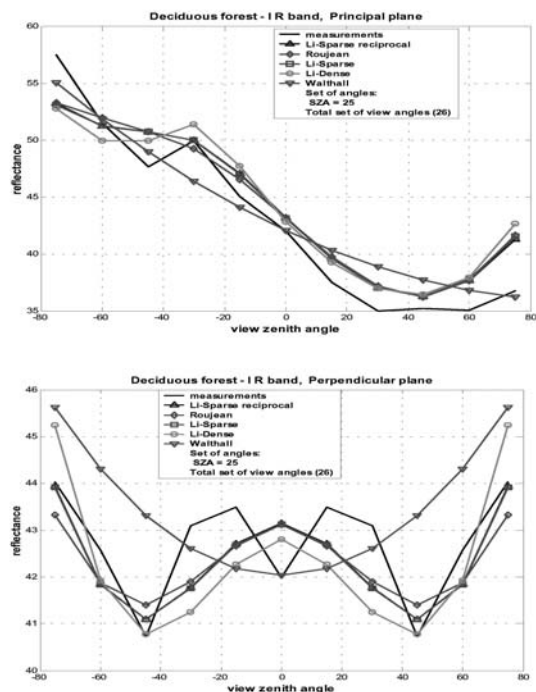 Deciduous forest - I R band, Principal plane
60
55
50
45
40
35
reflectance
measurements
Li-Sparse reciprocal
Roujean
Li-Sparse
Li-Dense
Walthall
Set of angles:
SZA = 25
Total set of view angles (26)
-80 -60 -40 -20 0 20 40 60 80
view zenith angle
Deciduous forest - I R band, Perpendicular plane
46
45
44
43
42
41
40
reflectance
measurements
Li-Sparse reciprocal
Roujean
Li-Sparse
Li-Dense
Walthall
Set of angles:
SZA = 25
Total set of view angles (26)
-80 -60 -40 -20 0 20 40 60 80
view zenith angle